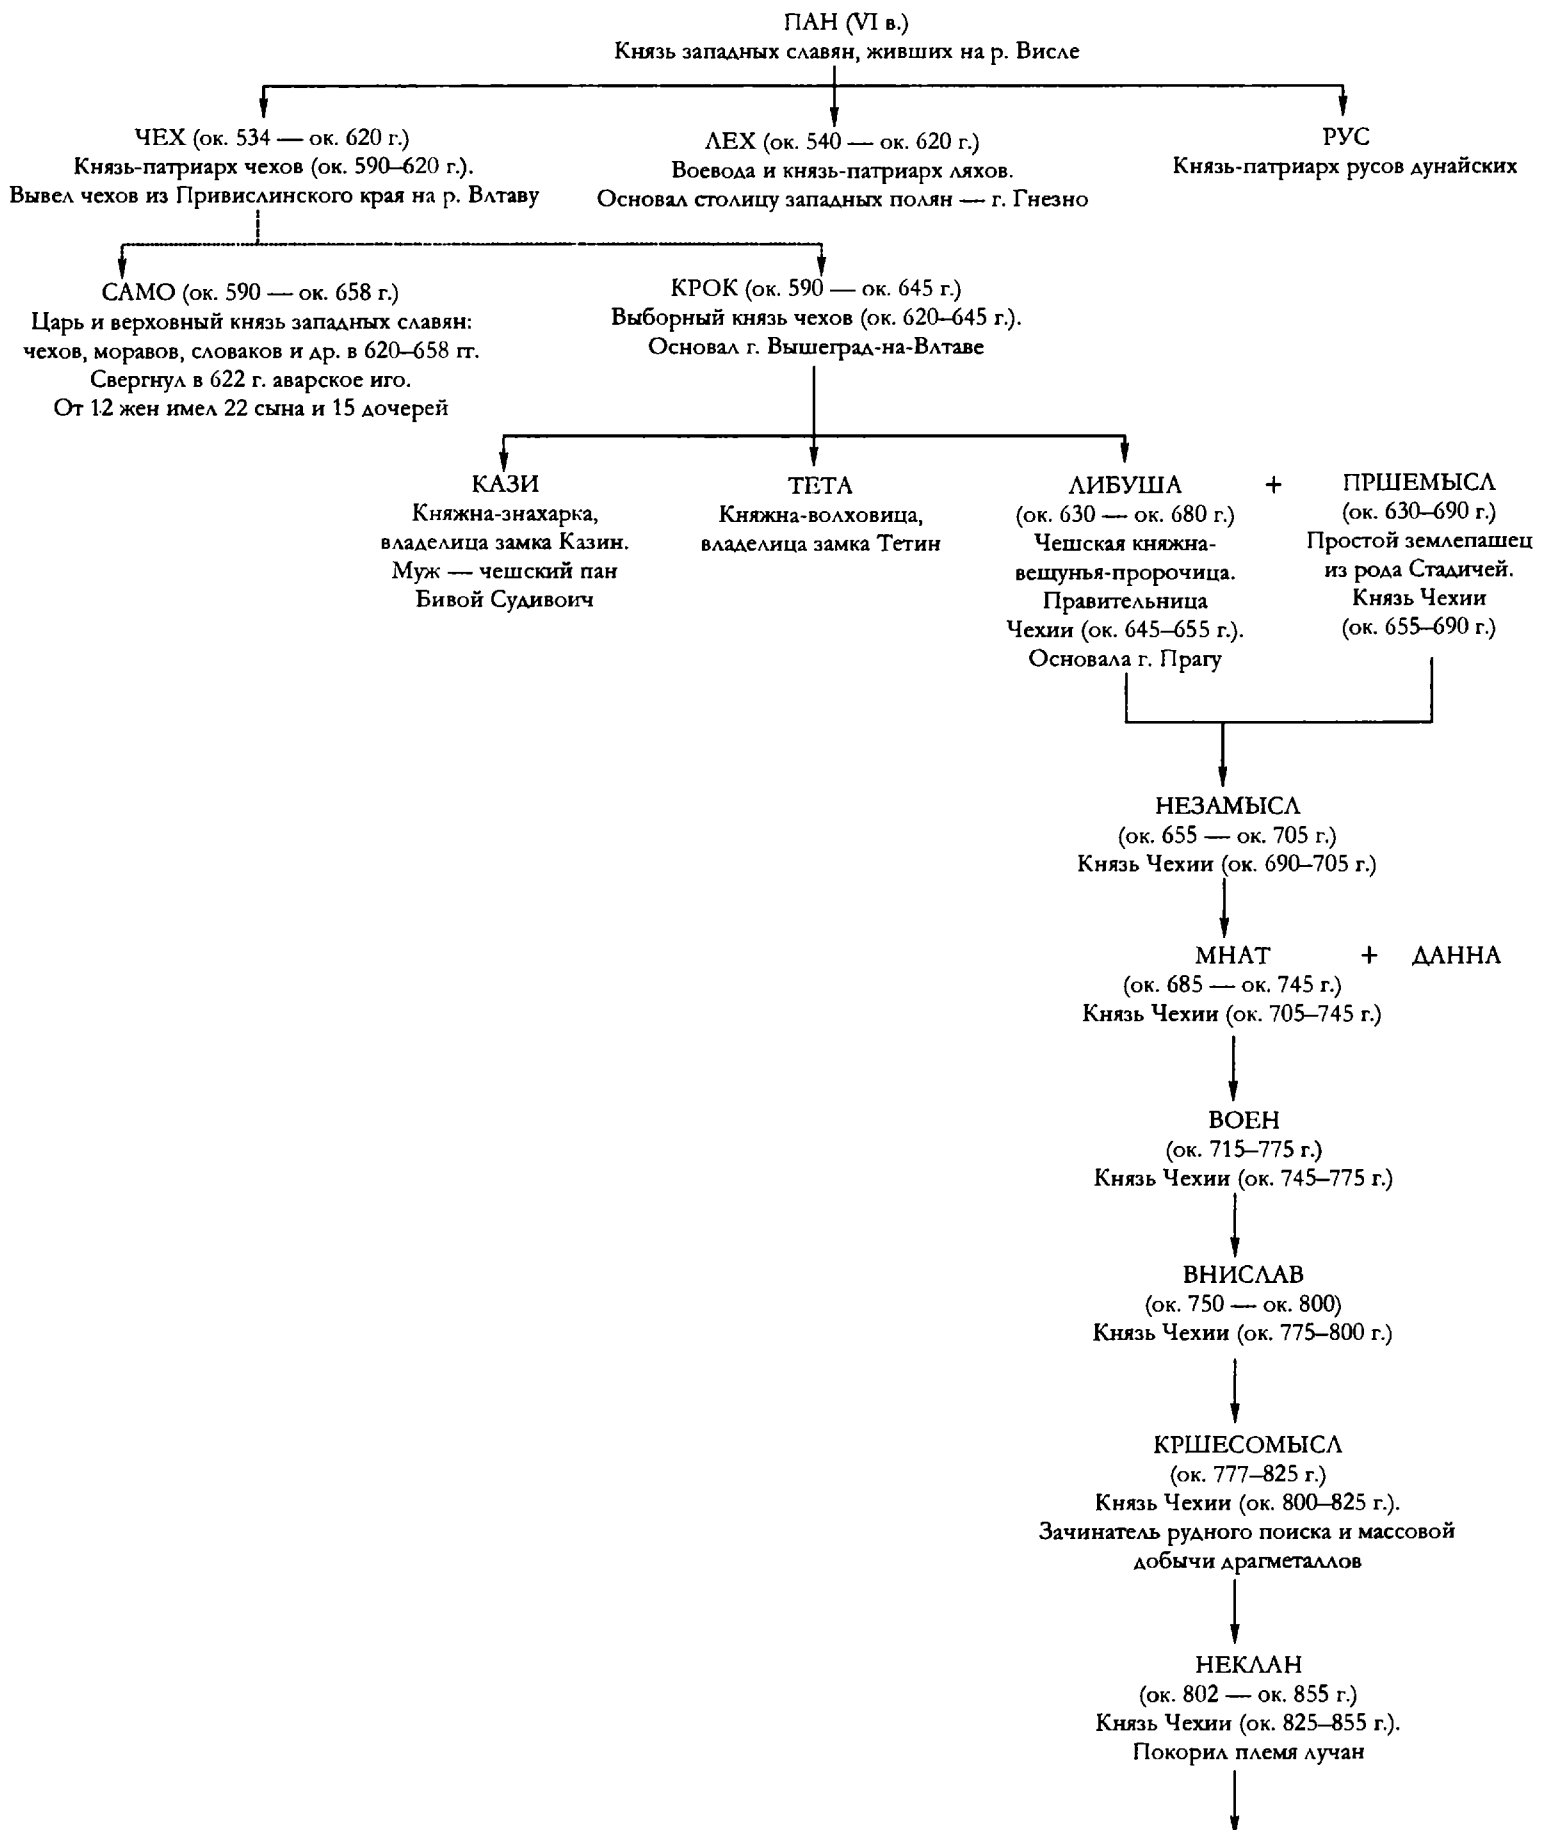 ПАН (VI в.)
Князь западных славян, живших на р. Висле
ЧЕХ (ок. 534 — ок. 620 г.)
Князь-патриарх чехов (ок. 590–620 г.).
Вывел чехов из Привислинского края на р. Влтаву
ЛЕХ (ок. 540 — ок. 620 г.)
Воевода и князь-патриарх ляхов.
Основал столицу западных полян — г. Гнезно
РУС
Князь-патриарх русов дунайских
САМО (ок. 590 — ок. 658 г.)
Царь и верховный князь западных славян:
чехов, моравов, словаков и др. в 620–658 гг.
Свергнул в 622 г. аварское иго.
От 12 жен имел 22 сына и 15 дочерей
КРОК (ок. 590 — ок. 645 г.)
Выборный князь чехов (ок. 620–645 г.).
Основал г. Вышеград-на-Влтаве
КАЗИ
Княжна-знахарка,
владелица замка Казин.
Муж — чешский пан
Бивой Судивоич
ТЕТА
Княжна-волховица,
владелица замка Тетин
ЛИБУША
(ок. 630 — ок. 680 г.)
Чешская княжна-
вещунья-пророчица.
Правительница
Чехии (ок. 645–655 г.).
Основала г. Прагу
+
ПРШЕМЫСЛ
(ок. 630–690 г.)
Простой землепашец
из рода Стадичей.
Князь Чехии
(ок. 655–690 г.)
НЕЗАМЫСЛ
(ок. 655 — ок. 705 г.)
Князь Чехии (ок. 690–705 г.)
МНАТ + ДАННА
(ок. 685 — ок. 745 г.)
Князь Чехии (ок. 705–745 г.)
ВОЕН
(ок. 715–775 г.)
Князь Чехии (ок. 745–775 г.)
ВНИСЛАВ
(ок. 750 — ок. 800)
Князь Чехии (ок. 775–800 г.)
КРШЕСОМЫСЛ
(ок. 777–825 г.)
Князь Чехии (ок. 800–825 г.).
Зачинатель рудного поиска и массовой
добычи драгметаллов
НЕКЛАН
(ок. 802 — ок. 855 г.)
Князь Чехии (ок. 825–855 г.).
Покорил племя лучан